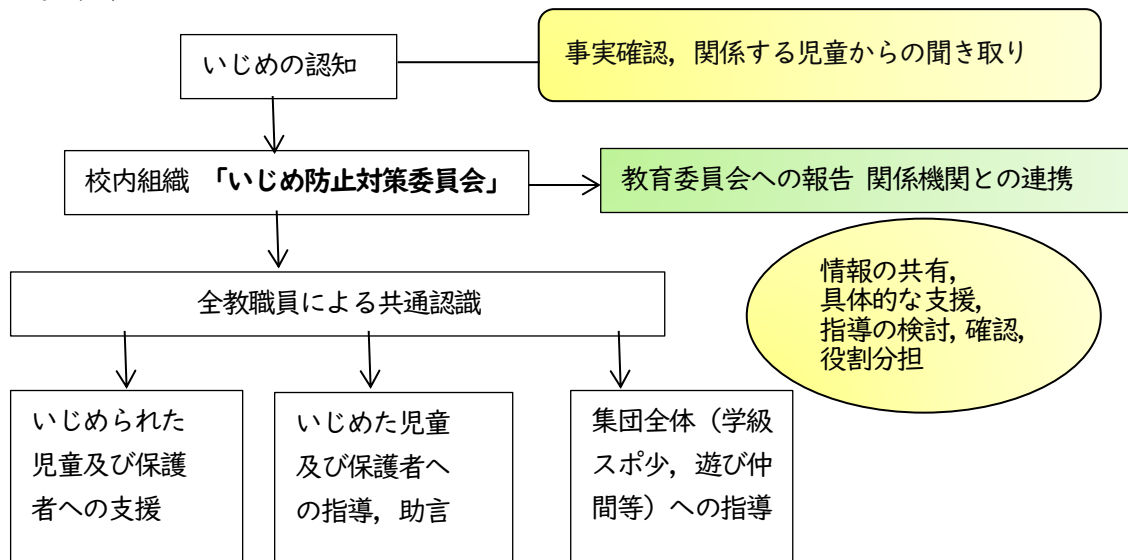 いじめの認知
事実確認，関係する児童からの聞き取り
校内組織 「いじめ防止対策委員会」
教育委員会への報告 関係機関との連携
情報の共有，
具体的な支援，
指導の検討，確認，
役割分担
全教職員による共通認識
いじめられた
児童及び保護
者への支援
いじめた児童
及び保護者へ
の指導，助言
集団全体（学級
スポ少，遊び仲
間等）への指導